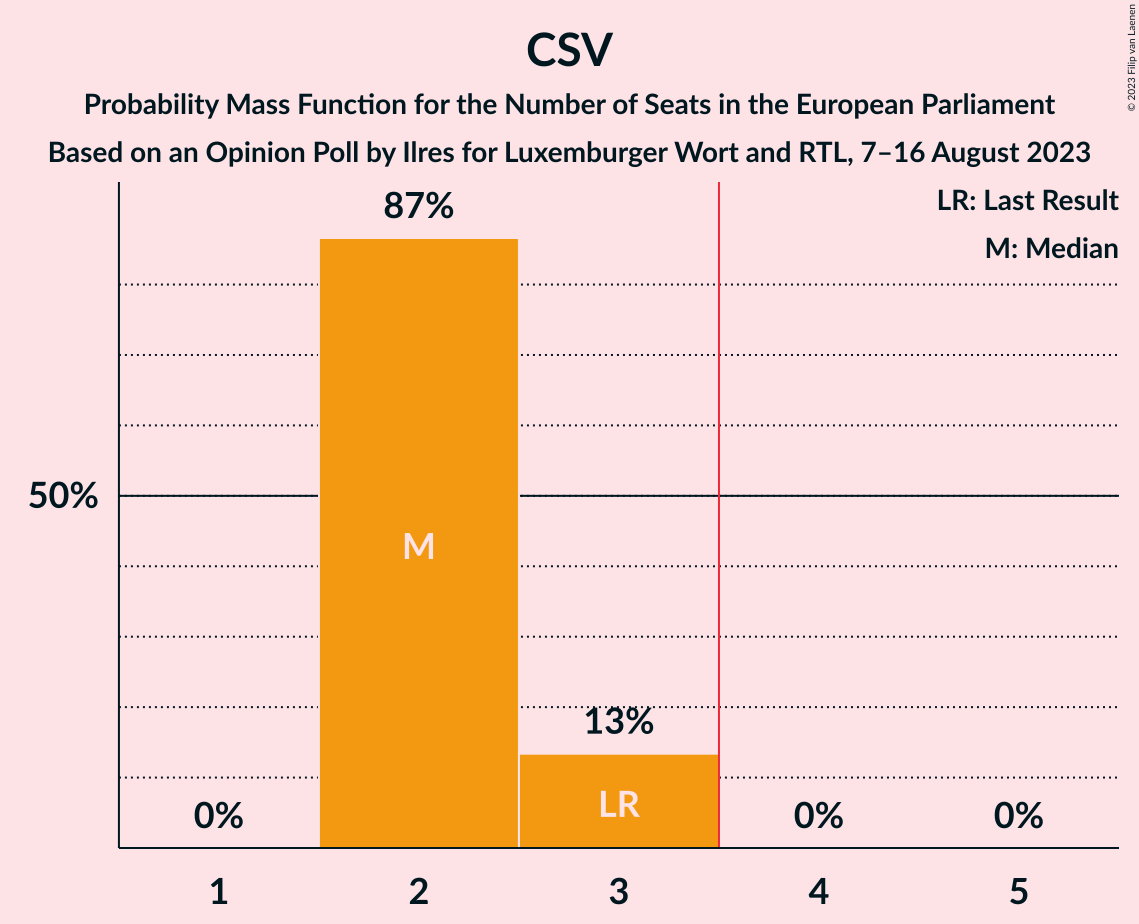 CSV
Probability Mass Function for the Number of Seats in the European Parliament
Based on an Opinion Poll by Ilres for Luxemburger Wort and RTL, 7–16 August 2023
© 2023 Filip van Laenen
LR: Last Result
M: Median
87%
50%
M
13%
LR
0%
0%
0%
1
2
3
4
5